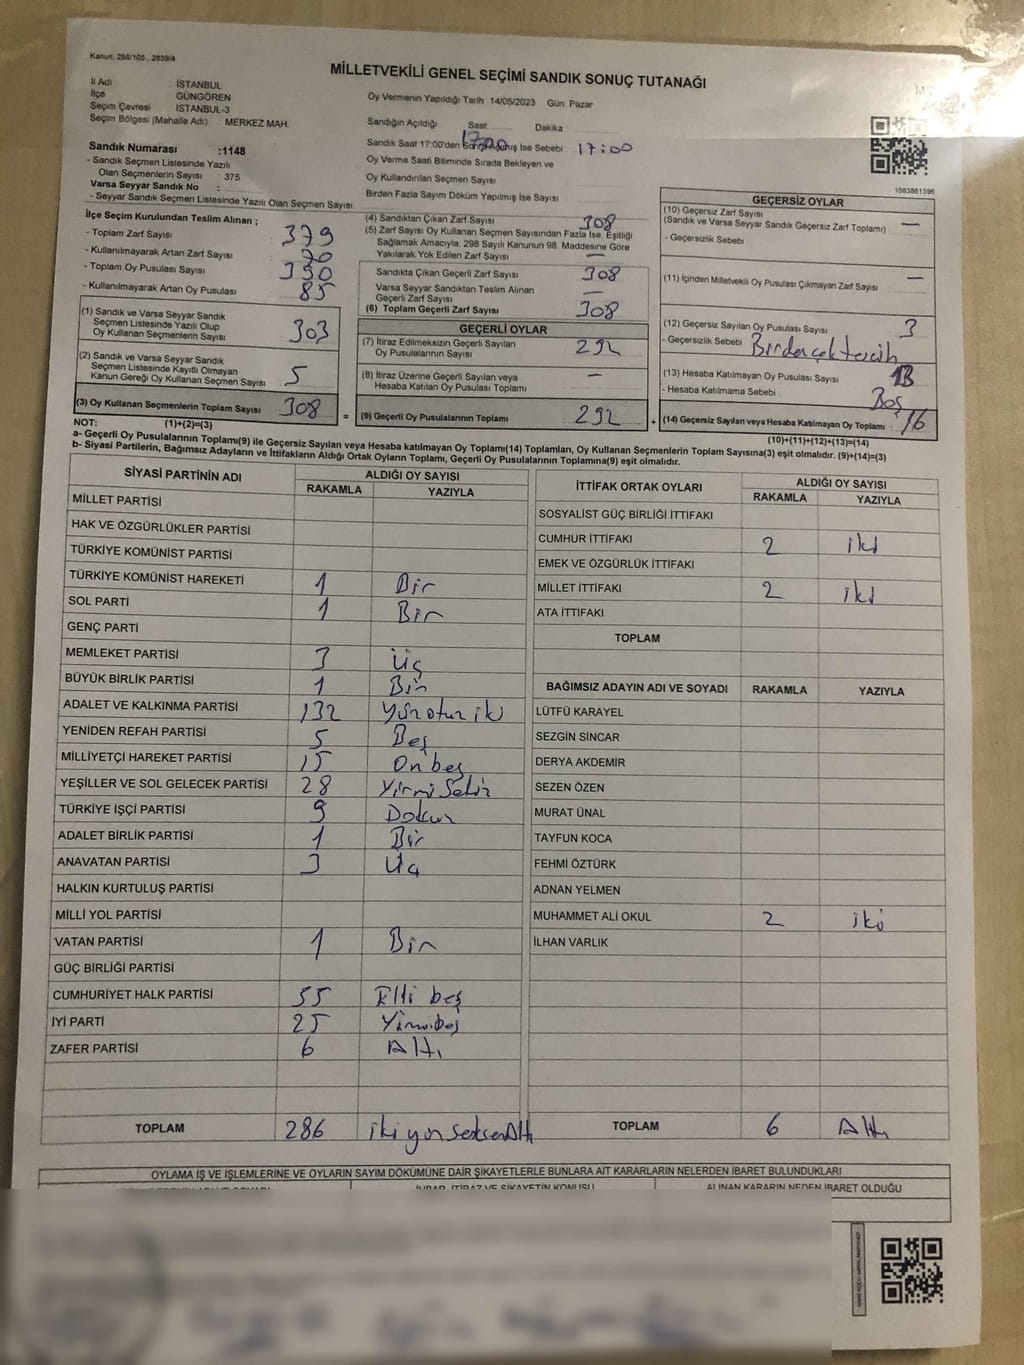 Kanun: 298/105 , 2839/4
MİLLETVEKİLİ GENEL SEÇİMİ SANDIK SONUÇ TUTANAĞI
İl Adı : İSTANBUL
İlçe : GÜNGÖREN
Seçim Çevresi : İSTANBUL-3
Seçim Bölgesi (Mahalle Adı) : MERKEZ MAH.
Oy Vermenin Yapıldığı Tarih 14/05/2023 Gün: Pazar
Sandığın Açıldığı Saat Dakika
17:00
Sandık Saat 17:00'den Sonra Açılmış İse Sebebi 17:00
Oy Verme Saati Bitiminde Sırada Bekleyen ve
Oy Kullandırılan Seçmen Sayısı
Birden Fazla Sayım Döküm Yapılmış İse Sayısı
1083861396
Sandık Numarası :1148
- Sandık Seçmen Listesinde Yazılı
Olan Seçmenlerin Sayısı 375
Varsa Seyyar Sandık No :
- Seyyar Sandık Seçmen Listesinde Yazılı Olan Seçmen Sayısı
İlçe Seçim Kurulundan Teslim Alınan ;
- Toplam Zarf Sayısı 379
- Kullanılmayarak Artan Zarf Sayısı 70
- Toplam Oy Pusulası Sayısı 390
- Kullanılmayarak Artan Oy Pusulası 85
(1) Sandık ve Varsa Seyyar Sandık
Seçmen Listesinde Yazılı Olup
Oy Kullanan Seçmenlerin Sayısı 303
(2) Sandık ve Varsa Seyyar Sandık
Seçmen Listesinde Kayıtlı Olmayan
Kanun Gereği Oy Kullanan Seçmen Sayısı 5
(3) Oy Kullanan Seçmenlerin Toplam Sayısı 308
(1)+(2)=(3)
(4) Sandıktan Çıkan Zarf Sayısı 308
(5) Zarf Sayısı Oy Kullanan Seçmen Sayısından Fazla İse, Eşitliği
Sağlamak Amacıyla, 298 Sayılı Kanunun 98. Maddesine Göre
Yakılarak Yok Edilen Zarf Sayısı —
Sandıkta Çıkan Geçerli Zarf Sayısı 308
Varsa Seyyar Sandıktan Teslim Alınan
Geçerli Zarf Sayısı —
(6) Toplam Geçerli Zarf Sayısı 308
GEÇERLİ OYLAR
(7) İtiraz Edilmeksizin Geçerli Sayılan
Oy Pusulalarının Sayısı 292
(8) İtiraz Üzerine Geçerli Sayılan veya
Hesaba Katılan Oy Pusulası Toplamı —
= (9) Geçerli Oy Pusulalarının Toplamı 292 +
GEÇERSİZ OYLAR
(10) Geçersiz Zarf Sayısı
(Sandık ve Varsa Seyyar Sandık Geçersiz Zarf Toplamı) —
- Geçersizlik Sebebi
(11) İçinden Milletvekili Oy Pusulası Çıkmayan Zarf Sayısı —
(12) Geçersiz Sayılan Oy Pusulası Sayısı 3
- Geçersizlik Sebebi Birden çok tercih
(13) Hesaba Katılmayan Oy Pusulası Sayısı 13
- Hesaba Katılmama Sebebi Boş
(14) Geçersiz Sayılan veya Hesaba Katılmayan Oy Toplamı 16
(10)+(11)+(12)+(13)=(14)
NOT:
a- Geçerli Oy Pusulalarının Toplamı(9) ile Geçersiz Sayılan veya Hesaba katılmayan Oy Toplamı(14) Toplamları, Oy Kullanan Seçmenlerin Toplam Sayısına(3) eşit olmalıdır. (9)+(14)=(3)
b- Siyasi Partilerin, Bağımsız Adayların ve İttifakların Aldığı Ortak Oyların Toplamı, Geçerli Oy Pusulalarının Toplamına(9) eşit olmalıdır.
SİYASİ PARTİNİN ADI ALDIĞI OY SAYISI
RAKAMLA YAZIYLA
MİLLET PARTİSİ
HAK VE ÖZGÜRLÜKLER PARTİSİ
TÜRKİYE KOMÜNİST PARTİSİ
TÜRKİYE KOMÜNİST HAREKETİ 1 Bir
SOL PARTİ 1 Bir
GENÇ PARTİ
MEMLEKET PARTİSİ 3 Üç
BÜYÜK BİRLİK PARTİSİ 1 Bir
ADALET VE KALKINMA PARTİSİ 132 Yüz otuz iki
YENİDEN REFAH PARTİSİ 5 Beş
MİLLİYETÇİ HAREKET PARTİSİ 15 On beş
YEŞİLLER VE SOL GELECEK PARTİSİ 28 Yirmi Sekiz
TÜRKİYE İŞÇİ PARTİSİ 9 Dokuz
ADALET BİRLİK PARTİSİ 1 Bir
ANAVATAN PARTİSİ 3 Üç
HALKIN KURTULUŞ PARTİSİ
MİLLİ YOL PARTİSİ
VATAN PARTİSİ 1 Bir
GÜÇ BİRLİĞİ PARTİSİ
CUMHURİYET HALK PARTİSİ 55 Elli beş
İYİ PARTİ 25 Yirmibeş
ZAFER PARTİSİ 6 Altı
TOPLAM 286 iki yüz seksen Altı
İTTİFAK ORTAK OYLARI ALDIĞI OY SAYISI
RAKAMLA YAZIYLA
SOSYALİST GÜÇ BİRLİĞİ İTTİFAKI
CUMHUR İTTİFAKI 2 iki
EMEK VE ÖZGÜRLÜK İTTİFAKI
MİLLET İTTİFAKI 2 iki
ATA İTTİFAKI
TOPLAM
BAĞIMSIZ ADAYIN ADI VE SOYADI RAKAMLA YAZIYLA
LÜTFÜ KARAYEL
SEZGİN SİNCAR
DERYA AKDEMİR
SEZEN ÖZEN
MURAT ÜNAL
TAYFUN KOCA
FEHMİ ÖZTÜRK
ADNAN YELMEN
MUHAMMET ALİ OKUL 2 iki
İLHAN VARLIK
TOPLAM 6 Altı
OYLAMA İŞ VE İŞLEMLERİNE VE OYLARIN SAYIM DÖKÜMÜNE DAİR ŞİKAYETLERLE BUNLARA AİT KARARLARIN NELERDEN İBARET BULUNDUKLARI
İHBAR, İTİRAZ VE ŞİKAYETİN KONUSU ALINAN KARARIN NEDEN İBARET OLDUĞU